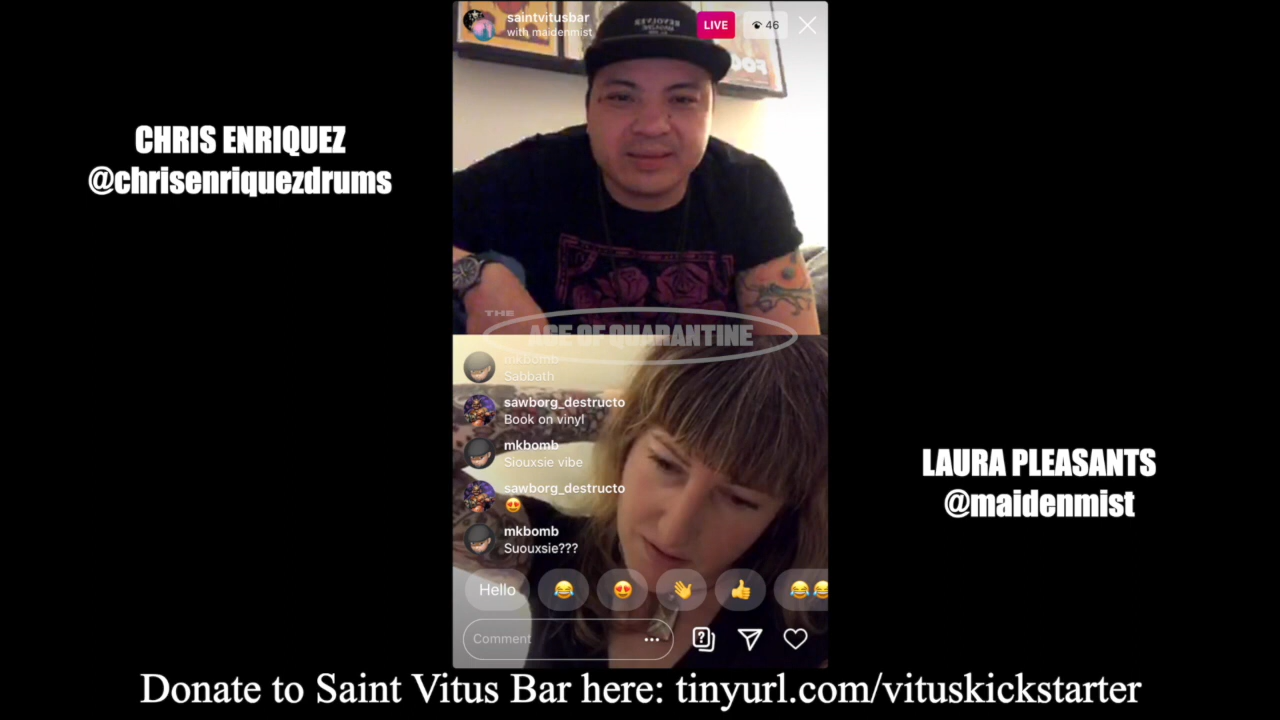 saintvitusbar
with maidenmist
LIVE
46
REVOLVER
CHRIS ENRIQUEZ
@chrisenriquezdrums
THE
AGE OF QUARANTINE
mkbomb
Sabbath
sawborg_destructo
Book on vinyl
mkbomb
Siouxsie vibe
sawborg_destructo
😍
mkbomb
Suouxsie???
LAURA PLEASANTS
@maidenmist
Hello 😂 😍 👋 👍 😂😂
Comment
Donate to Saint Vitus Bar here: tinyurl.com/vituskickstarter